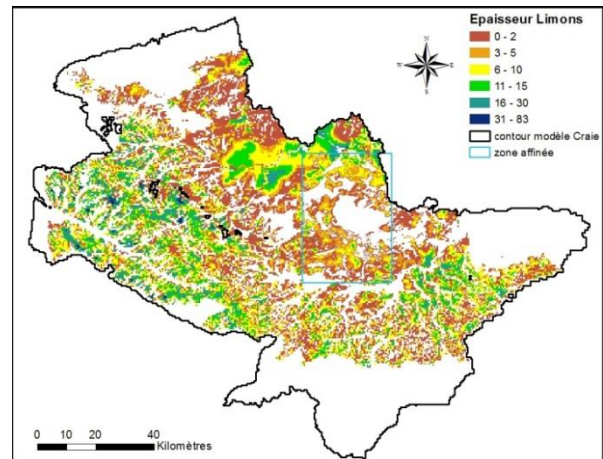 Epaisseur Limons
0 - 2
3 - 5
6 - 10
11 - 15
16 - 30
31 - 83
contour modèle Craie
zone affinée
N
W
E
S
0 10 20 40
Kilomètres